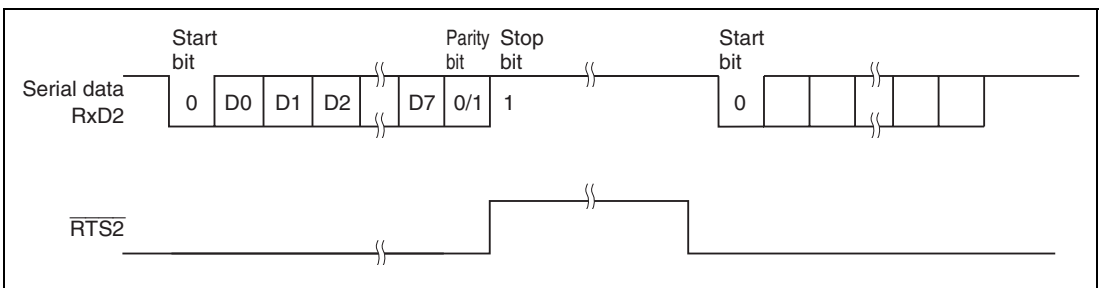 Start bit
Parity bit
Stop bit
Start bit
Serial data RxD2
0 D0 D1 D2 D7 0/1 1 0
RTS2